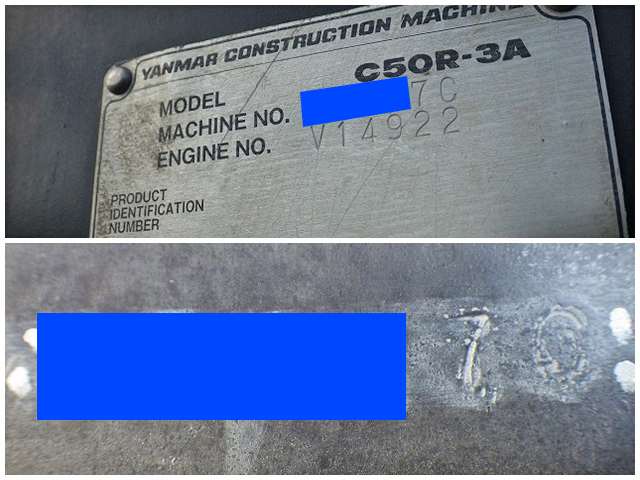 YANMAR CONSTRUCTION MACHINE
C50R-3A
MODEL
MACHINE NO. 7C
ENGINE NO. V14922
PRODUCT
IDENTIFICATION
NUMBER
7C